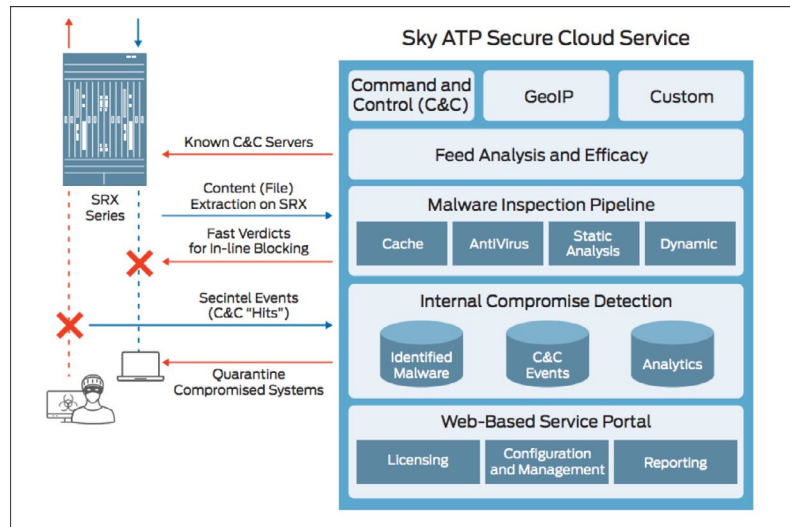 Sky ATP Secure Cloud Service
Command and
Control (C&C)
GeoIP
Custom
Known C&C Servers
Feed Analysis and Efficacy
SRX
Series
Content (File)
Extraction on SRX
Malware Inspection Pipeline
Fast Verdicts
for In-line Blocking
Cache
AntiVirus
Static
Analysis
Dynamic
Secintel Events
(C&C “Hits”)
Internal Compromise Detection
Identified
Malware
C&C
Events
Analytics
Quarantine
Compromised Systems
Web-Based Service Portal
Licensing
Configuration
and Management
Reporting